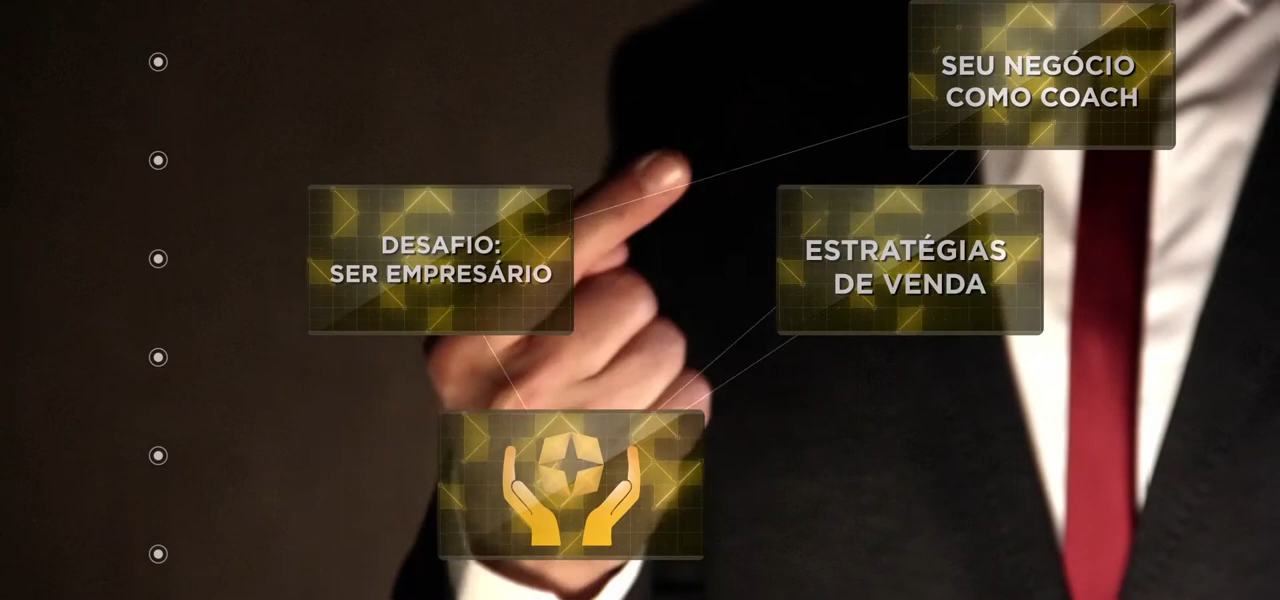 SEU NEGÓCIO
COMO COACH
DESAFIO:
SER EMPRESÁRIO
ESTRATÉGIAS
DE VENDA